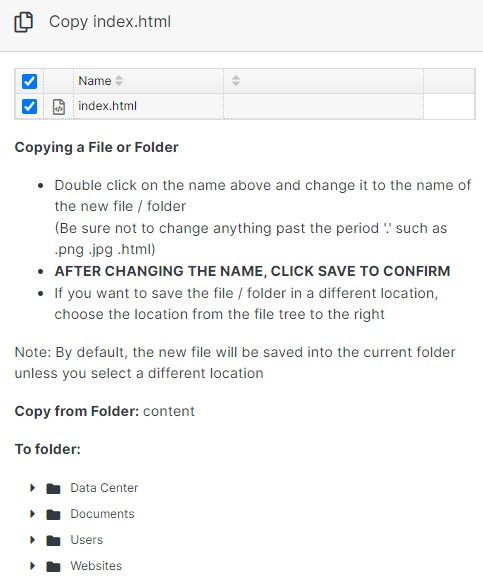 Copy index.html
Name
index.html
Copying a File or Folder
Double click on the name above and change it to the name of
the new file / folder
(Be sure not to change anything past the period '.' such as
.png .jpg .html)
AFTER CHANGING THE NAME, CLICK SAVE TO CONFIRM
If you want to save the file / folder in a different location,
choose the location from the file tree to the right
Note: By default, the new file will be saved into the current folder
unless you select a different location
Copy from Folder: content
To folder:
Data Center
Documents
Users
Websites